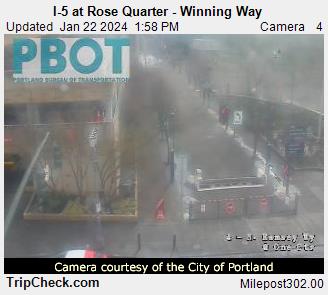 I-5 at Rose Quarter - Winning Way
Updated Jan 22 2024 1:58 PM Camera 4
PBOT
PORTLAND BUREAU OF TRANSPORTATION
Camera courtesy of the City of Portland
TripCheck.com Milepost302.00